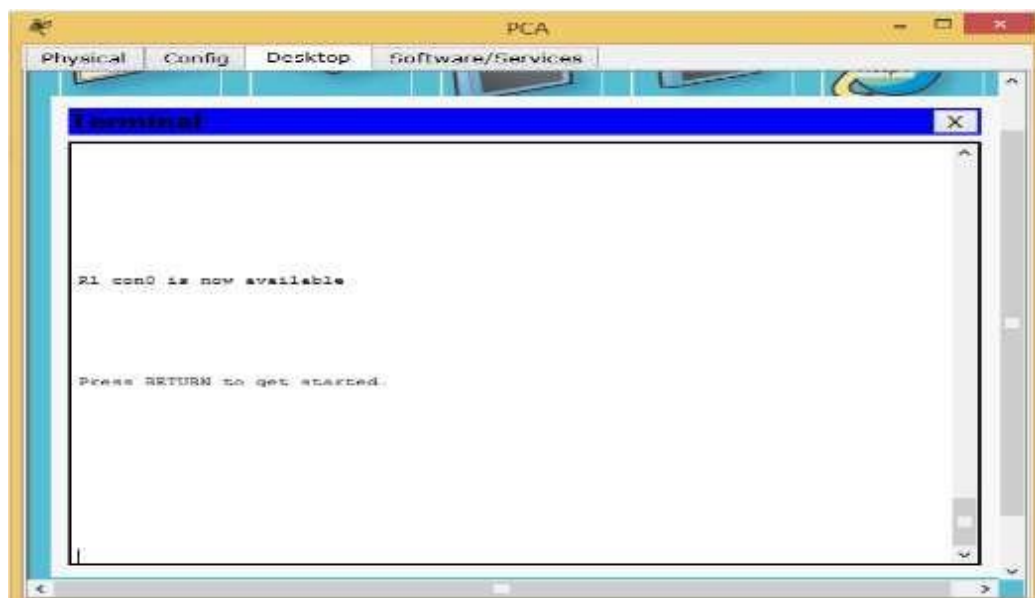 PCA
Physical Config Desktop Software/Services
Terminal
X
R1 con0 is now available
Press RETURN to get started.